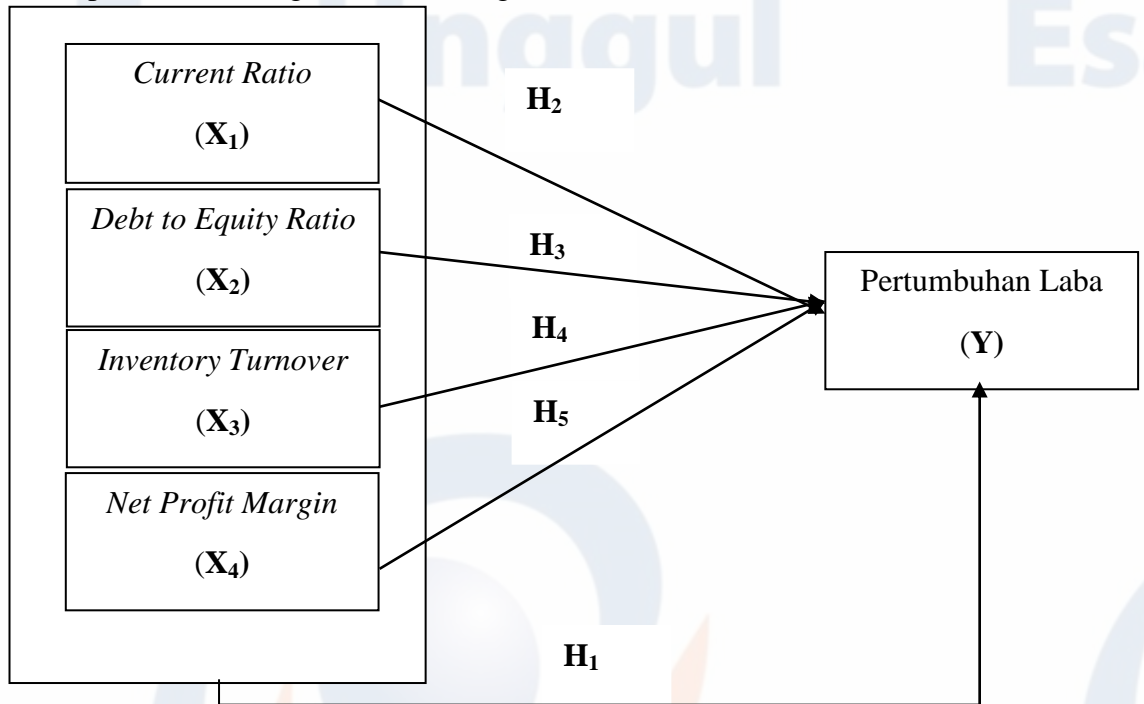 Current Ratio
(X₁)
H₂
Debt to Equity Ratio
(X₂)
H₃
Pertumbuhan Laba
(Y)
Inventory Turnover
(X₃)
H₄
H₅
Net Profit Margin
(X₄)
H₁